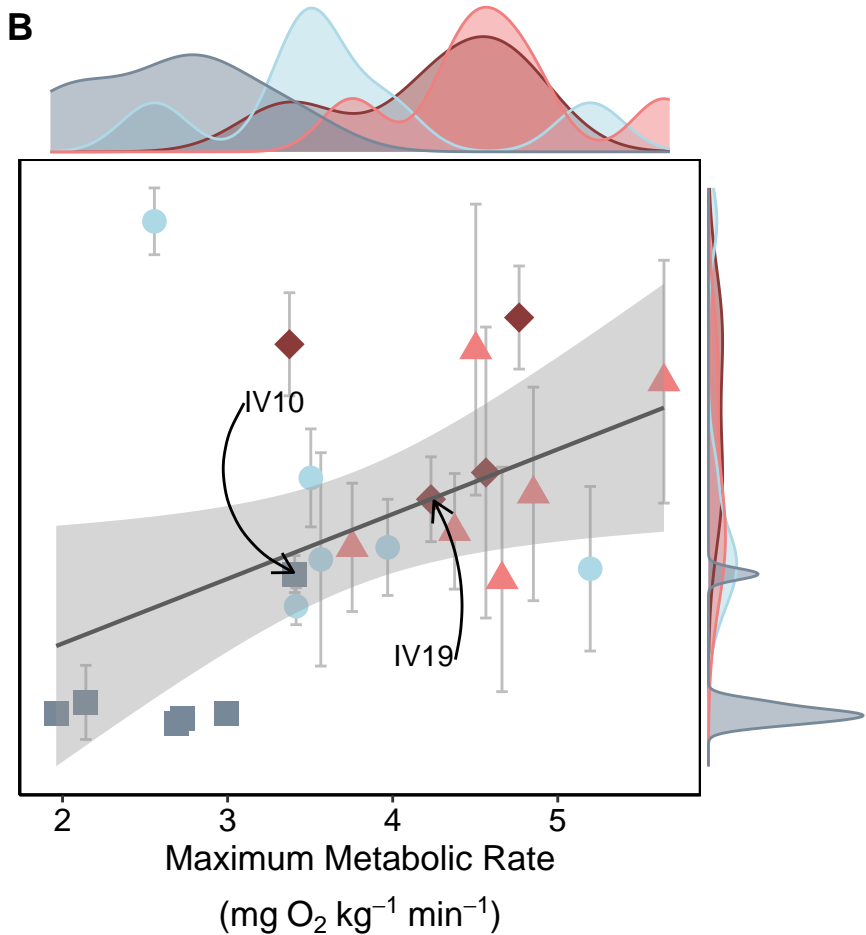 B
IV10
IV19
2 3 4 5
Maximum Metabolic Rate
(mg O₂ kg⁻¹ min⁻¹)